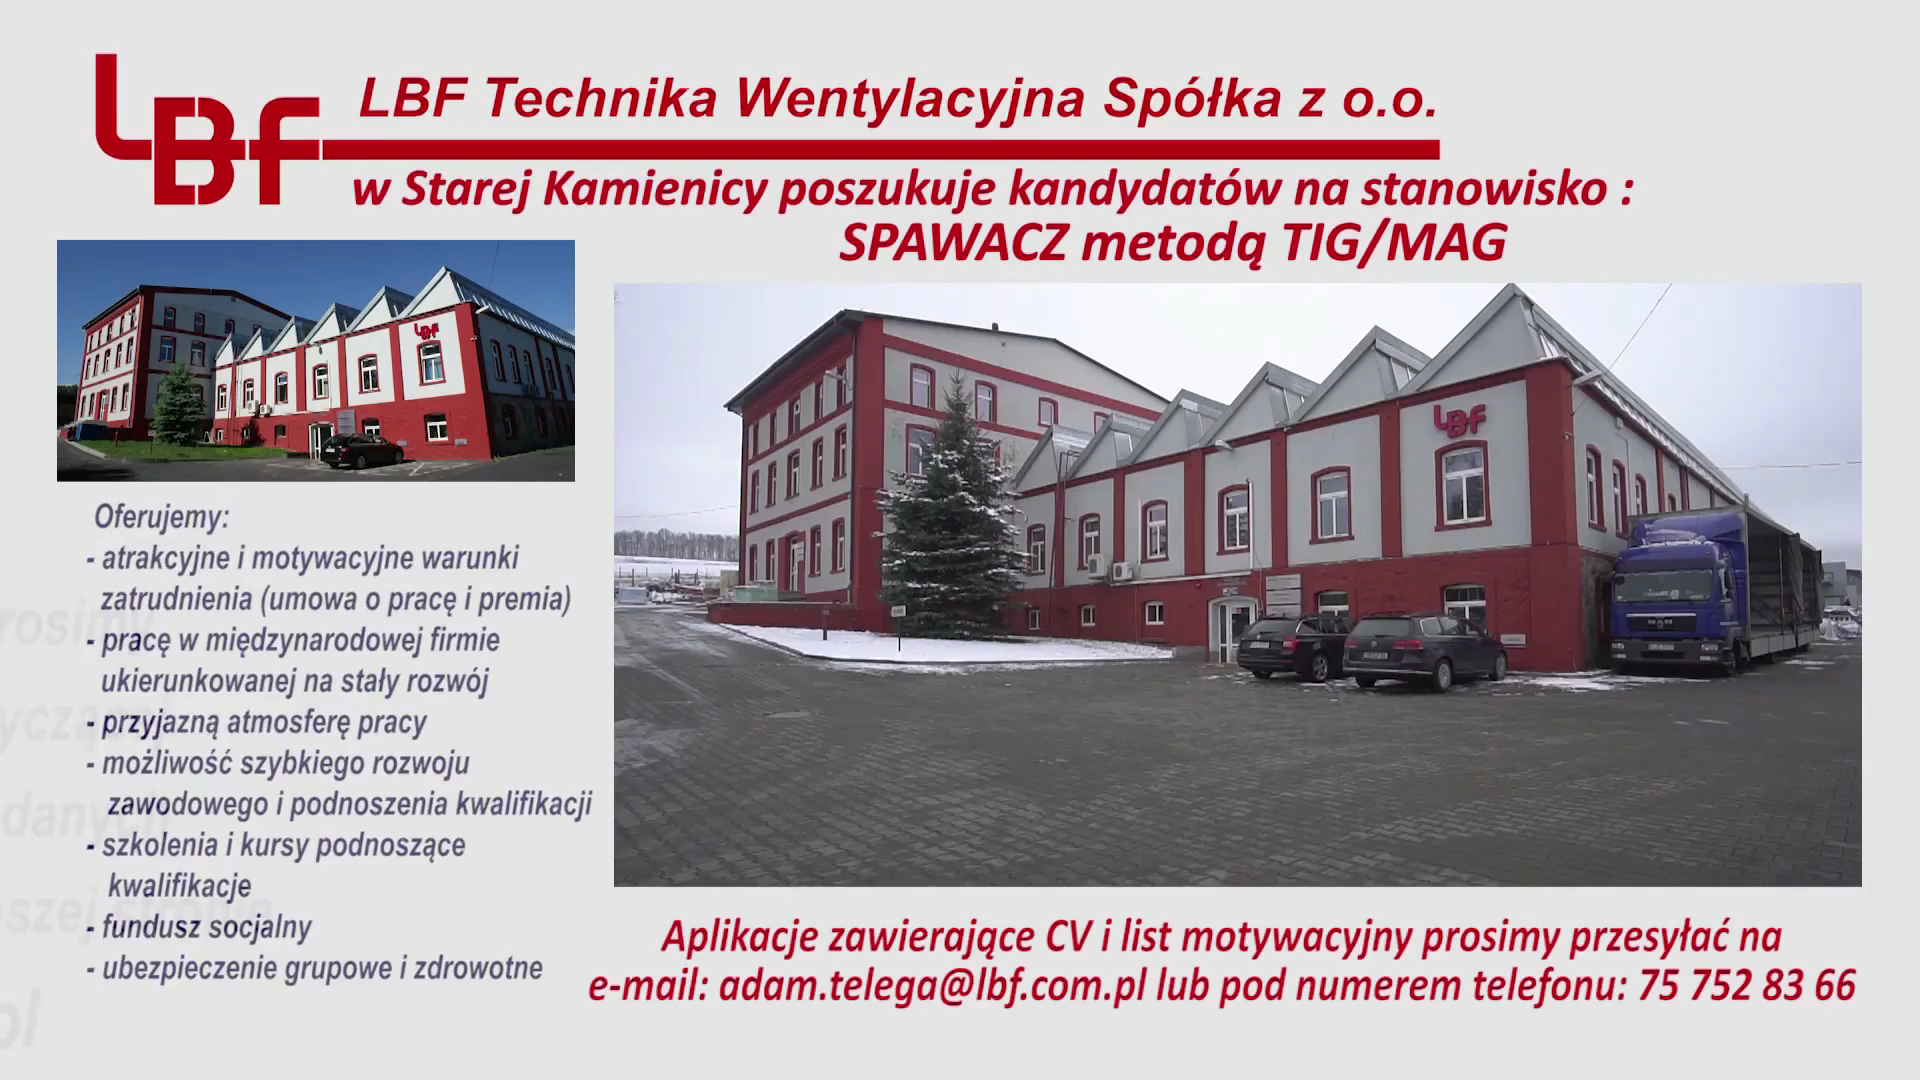 LBF
LBF Technika Wentylacyjna Spółka z o.o.
w Starej Kamienicy poszukuje kandydatów na stanowisko :
SPAWACZ metodą TIG/MAG
LBF
LBF
MAN
Oferujemy:
- atrakcyjne i motywacyjne warunki
zatrudnienia (umowa o pracę i premia)
- pracę w międzynarodowej firmie
ukierunkowanej na stały rozwój
- przyjazną atmosferę pracy
- możliwość szybkiego rozwoju
zawodowego i podnoszenia kwalifikacji
- szkolenia i kursy podnoszące
kwalifikacje
- fundusz socjalny
- ubezpieczenie grupowe i zdrowotne
Aplikacje zawierające CV i list motywacyjny prosimy przesyłać na
e-mail: adam.telega@lbf.com.pl lub pod numerem telefonu: 75 752 83 66